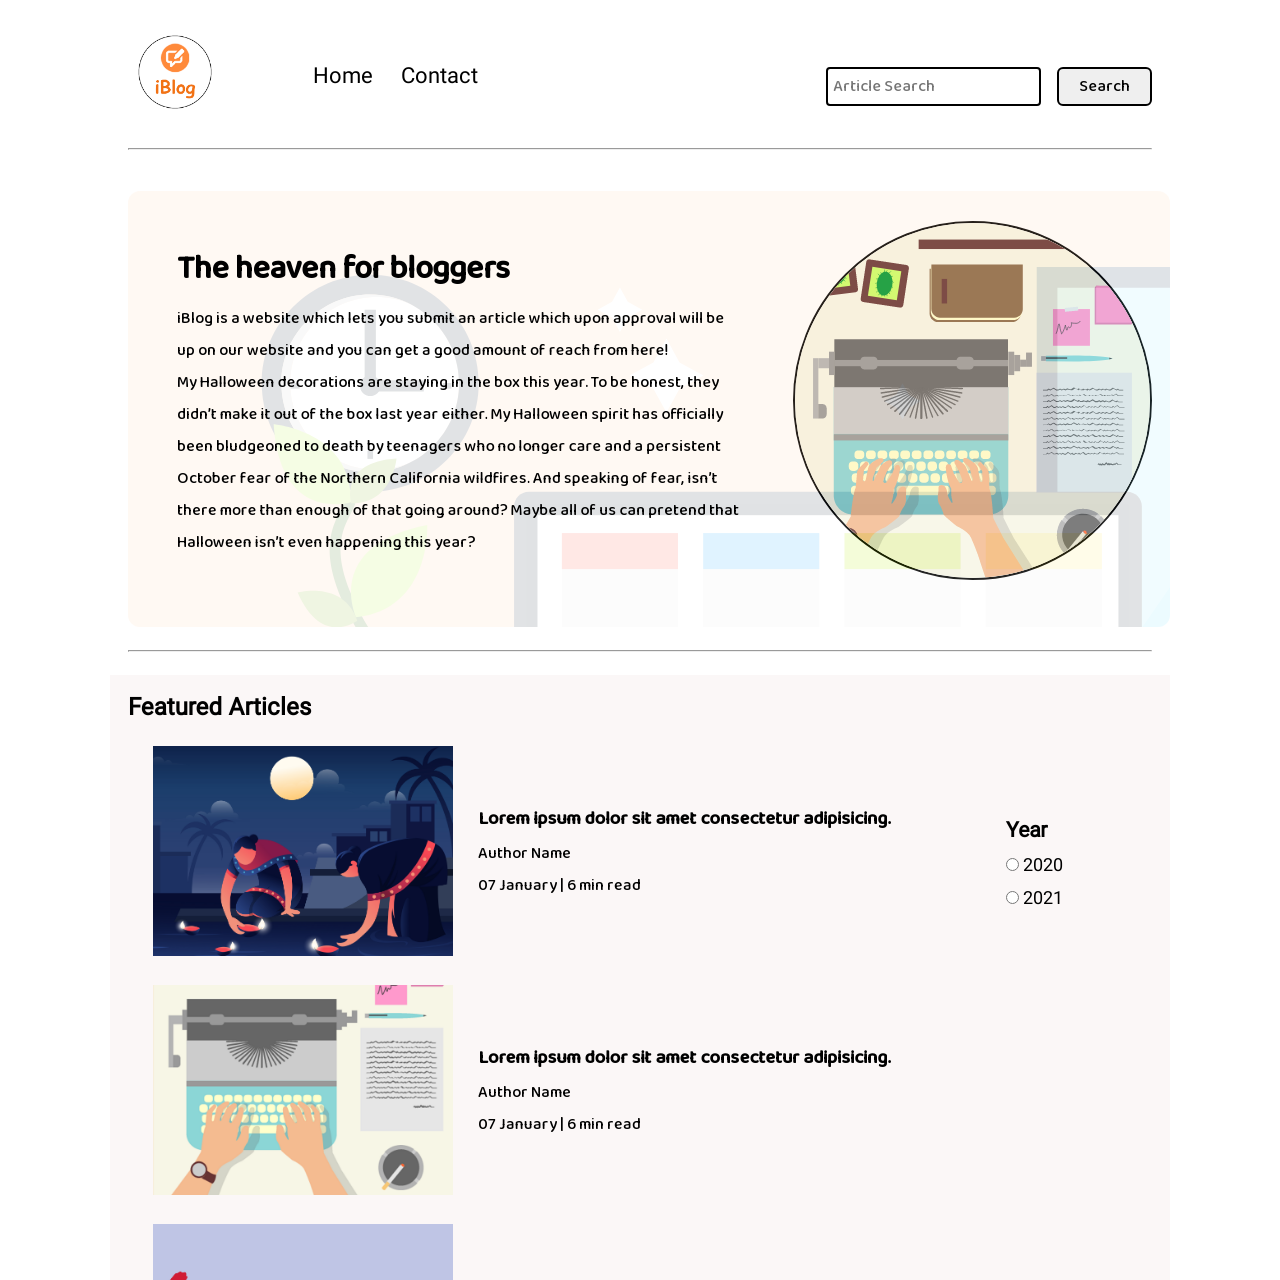 iBlog
Home
Contact
Article Search
Search
The heaven for bloggers
iBlog is a website which lets you submit an article which upon approval will be
up on our website and you can get a good amount of reach from here!
My Halloween decorations are staying in the box this year. To be honest, they
didn’t make it out of the box last year either. My Halloween spirit has officially
been bludgeoned to death by teenagers who no longer care and a persistent
October fear of the Northern California wildfires. And speaking of fear, isn’t
there more than enough of that going around? Maybe all of us can pretend that
Halloween isn’t even happening this year?
Featured Articles
Lorem ipsum dolor sit amet consectetur adipisicing.
Author Name
07 January | 6 min read
Year
2020
2021
Lorem ipsum dolor sit amet consectetur adipisicing.
Author Name
07 January | 6 min read